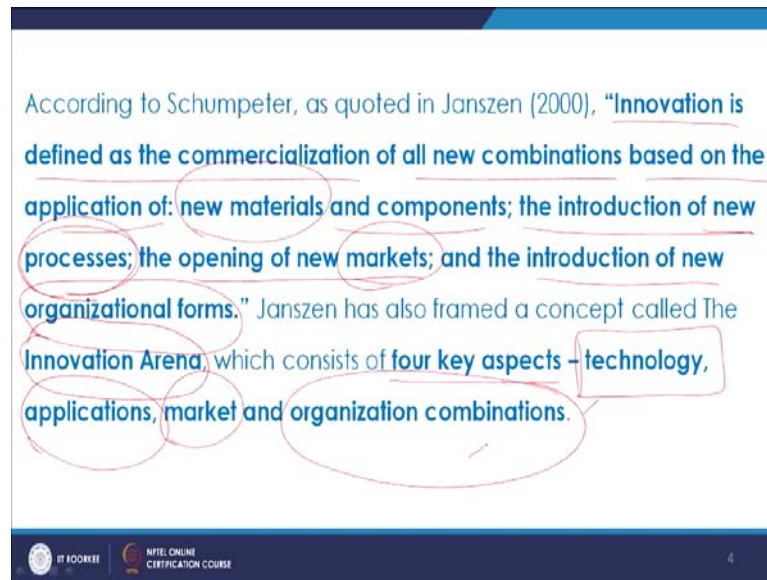 According to Schumpeter, as quoted in Janszen (2000), “Innovation is
defined as the commercialization of all new combinations based on the
application of: new materials and components; the introduction of new
processes; the opening of new markets; and the introduction of new
organizational forms.” Janszen has also framed a concept called The
Innovation Arena, which consists of four key aspects – technology,
applications, market and organization combinations.
IIT ROORKEE
NPTEL ONLINE
CERTIFICATION COURSE
4